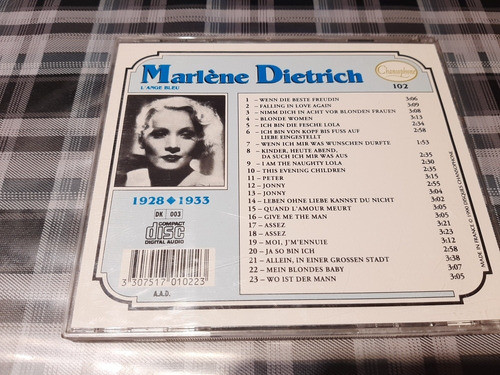 Marlène Dietrich
L'ANGE BLEU
Chansophone
102
1 – WENN DIE BESTE FREUNDIN 3:06
2 – FALLING IN LOVE AGAIN 3:09
3 – NIMM DICH IN ACHT VOR BLONDEN FRAUEN 3:08
4 – BLONDE WOMEN 3:13
5 – ICH BIN DIE FESCHE LOLA 2:54
6 – ICH BIN VON KOPF BIS FUSS AUF 2:58
LIEBE EINGESTELLT
7 – WENN ICH MIR WAS WUNSCHEN DURFTE 1:53
8 – KINDER, HEUTE ABEND,
DA SUCH ICH MIR WAS AUS 2:35
9 – I AM THE NAUGHTY LOLA 2:30
10 – THIS EVENING CHILDREN 2:35
11 – PETER 3:15
12 – JONNY 2:55
13 – JONNY 3:04
14 – LEBEN OHNE LIEBE KANNST DU NICHT 3:02
15 – QUAND L'AMOUR MEURT 3:05
16 – GIVE ME THE MAN 3:05
17 – ASSEZ 3:21
18 – ASSEZ 3:23
19 – MOI, J'M'ENNUIE 3:12
20 – JA SO BIN ICH 2:58
21 – ALLEIN, IN EINER GROSSEN STADT 3:38
22 – MEIN BLONDES BABY 3:07
23 – WO IST DER MANN 3:05
1928 ◆ 1933
DK 003
COMPACT
disc
DIGITAL AUDIO
3 307517 010223
A.A.D.